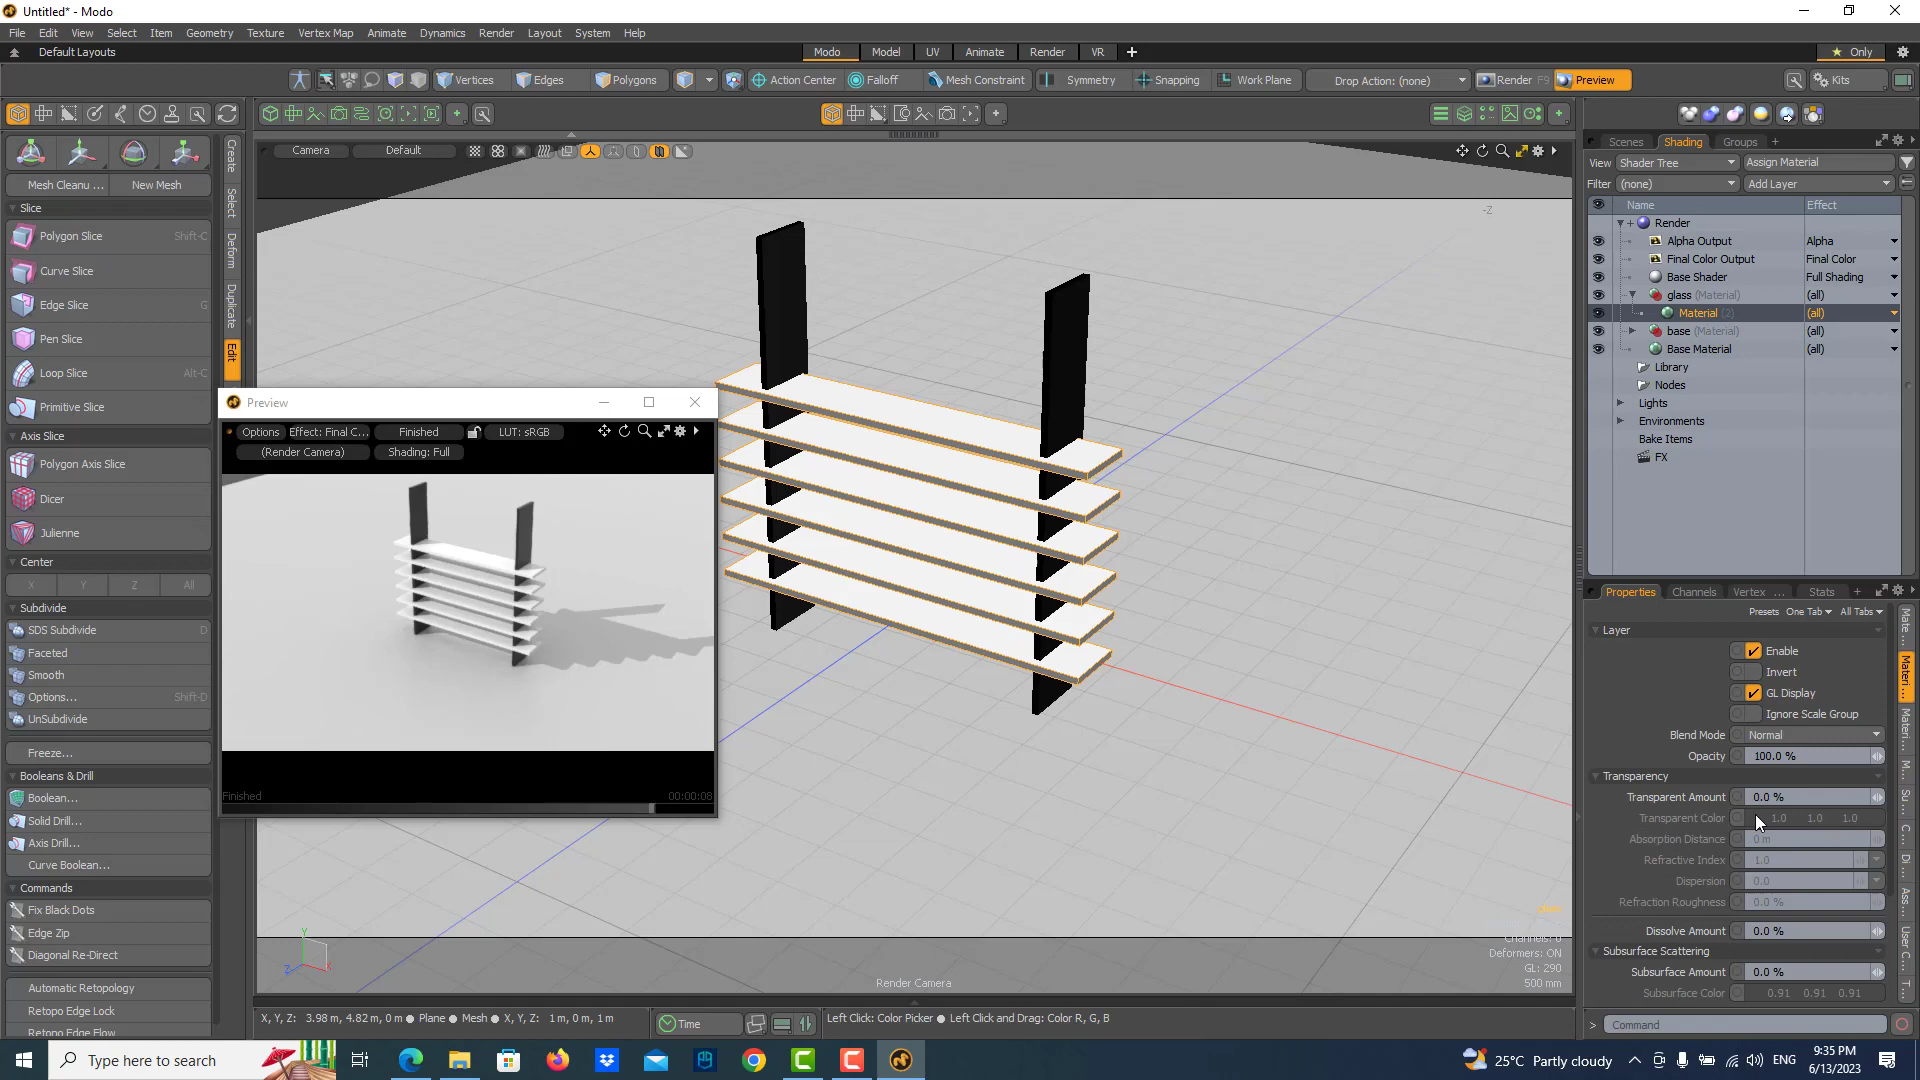 Untitled* - Modo
File Edit View Select Item Geometry Texture Vertex Map Animate Dynamics Render Layout System Help
Default Layouts Modo Model UV Animate Render VR Only
Vertices Edges Polygons Action Center Falloff Mesh Constraint Symmetry Snapping Work Plane Drop Action: (none) Render F9 Preview Kits
Camera Default
Scenes Shading Groups
View Shader Tree Assign Material
Filter (none) Add Layer
Name Effect
Render
Alpha Output Alpha
Final Color Output Final Color
Base Shader Full Shading
glass (Material) (all)
Material (2) (all)
base (Material) (all)
Base Material (all)
Library
Nodes
Lights
Environments
Bake Items
FX
Mesh Cleanu ... New Mesh
Slice
Polygon Slice Shift-C
Curve Slice
Edge Slice G
Pen Slice
Loop Slice Alt-C
Primitive Slice
Axis Slice
Polygon Axis Slice
Dicer
Julienne
Center
X Y Z All
Subdivide
SDS Subdivide D
Faceted
Smooth
Options... Shift-D
UnSubdivide
Freeze...
Booleans & Drill
Boolean...
Solid Drill...
Axis Drill...
Curve Boolean...
Commands
Fix Black Dots
Edge Zip
Diagonal Re-Direct
Automatic Retopology
Retopo Edge Lock
Retopo Edge Flow
Create
Select
Deform
Duplicate
Edit
Preview
Options Effect: Final C... Finished LUT: sRGB
(Render Camera) Shading: Full
Finished 00:00:08
-Z
Channels: 0
Deformers: ON
GL: 290
500 mm
Render Camera
Y
Z X
Properties Channels Vertex ... Stats
Presets One Tab All Tabs
Layer
Enable
Invert
GL Display
Ignore Scale Group
Blend Mode Normal
Opacity 100.0 %
Transparency
Transparent Amount 0.0 %
Transparent Color 1.0 1.0 1.0
Absorption Distance 0 m
Refractive Index 1.0
Dispersion 0.0
Refraction Roughness 0.0 %
Dissolve Amount 0.0 %
Subsurface Scattering
Subsurface Amount 0.0 %
Subsurface Color 0.91 0.91 0.91
Mate...
Materi...
Materi...
M...
Su...
C...
Di...
Ass...
User C...
T...
X, Y, Z: 3.98 m, 4.82 m, 0 m Plane Mesh X, Y, Z: 1 m, 0 m, 1 m Time Left Click: Color Picker Left Click and Drag: Color R, G, B
> Command
Type here to search 25°C Partly cloudy ENG 9:35 PM
6/13/2023